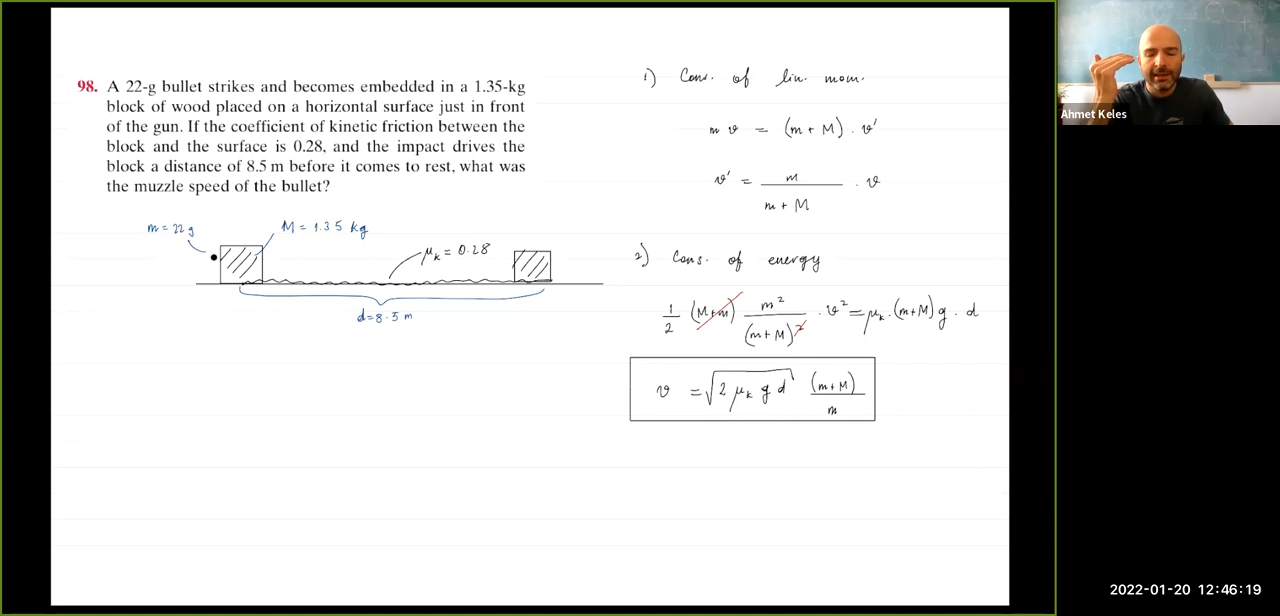 98. A 22-g bullet strikes and becomes embedded in a 1.35-kg
block of wood placed on a horizontal surface just in front
of the gun. If the coefficient of kinetic friction between the
block and the surface is 0.28, and the impact drives the
block a distance of 8.5 m before it comes to rest, what was
the muzzle speed of the bullet?
m = 22 g
M = 1.35 kg
μk = 0.28
d = 8.5 m
1) Cons. of lin. mom.
m v = (m + M) . v'
v' = m / (m + M) . v
2) Cons. of energy
1/2 (M+m) m² / (m+M)² . v² = μk . (m+M) g . d
v = √(2 μk g d) (m+M) / m
Ahmet Keles
2022-01-20 12:46:19